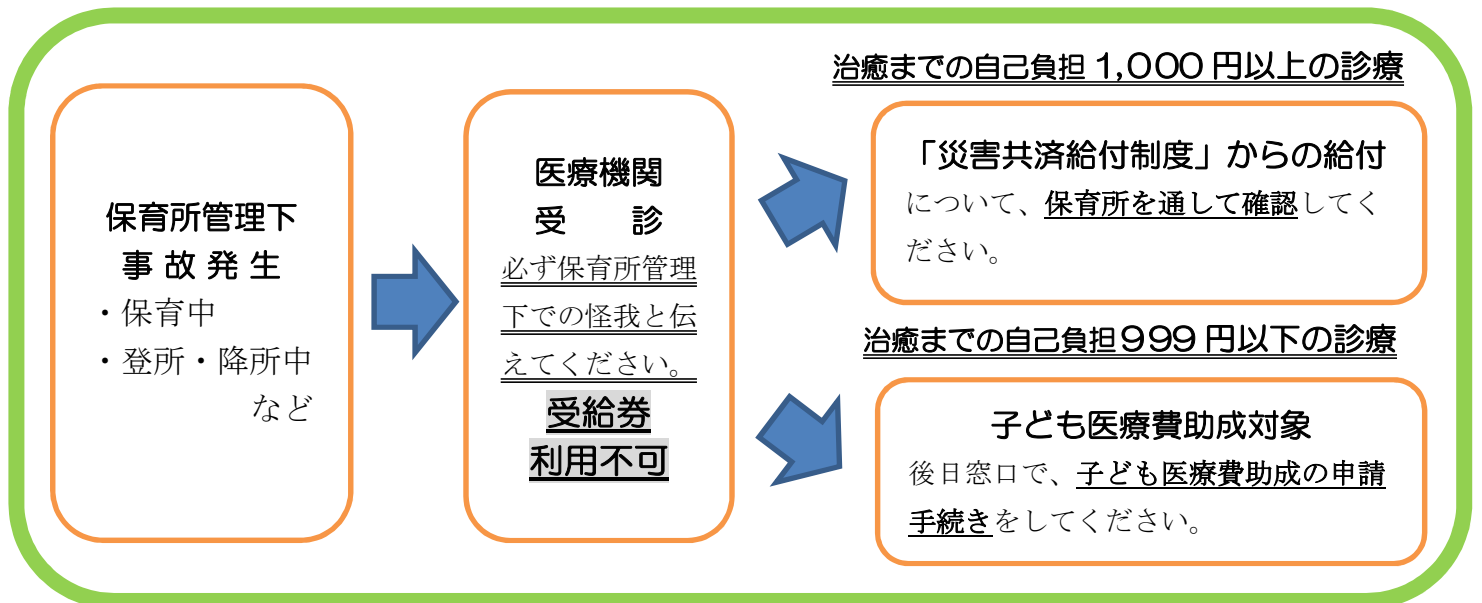 保育所管理下
事故発生
・保育中
・登所・降所中
など
医療機関
受　　診
必ず保育所管理
下での怪我と伝
えてください。
受給券
利用不可
治癒までの自己負担1,000円以上の診療
「災害共済給付制度」からの給付
について、保育所を通して確認してく
ださい。
治癒までの自己負担999円以下の診療
子ども医療費助成対象
後日窓口で、子ども医療費助成の申請
手続きをしてください。